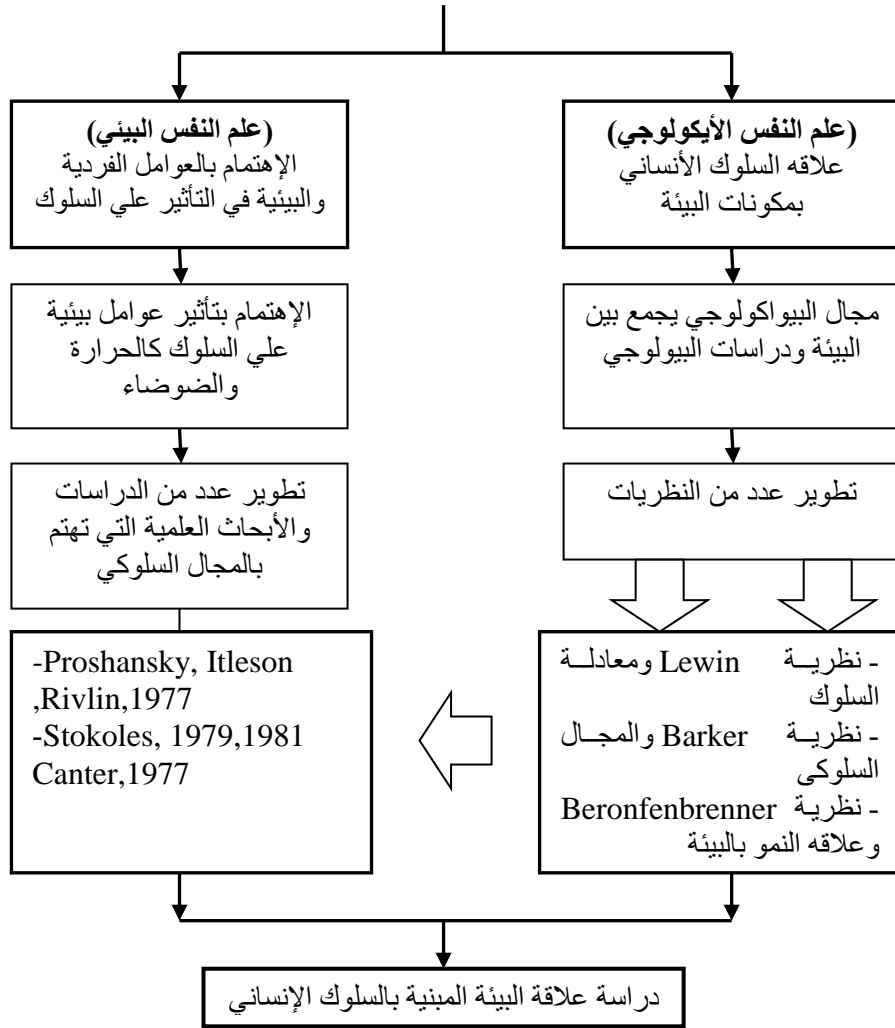 (علم النفس الأيكولوجي)
علاقه السلوك الأنساني
بمكونات البيئة
مجال البيواكولوجي يجمع بين
البيئة ودراسات البيولوجي
تطوير عدد من النظريات
- نظرية Lewin ومعادلة
السلوك
- نظرية Barker والمجال
السلوكى
- نظرية Beronfenbrenner
وعلاقه النمو بالبيئة
(علم النفس البيئي)
الإهتمام بالعوامل الفردية
والبيئية في التأثير علي السلوك
الإهتمام بتأثير عوامل بيئية
علي السلوك كالحرارة
والضوضاء
تطوير عدد من الدراسات
والأبحاث العلمية التي تهتم
بالمجال السلوكي
-Proshansky, Itleson
,Rivlin,1977
-Stokoles, 1979,1981
Canter,1977
دراسة علاقة البيئة المبنية بالسلوك الإنساني